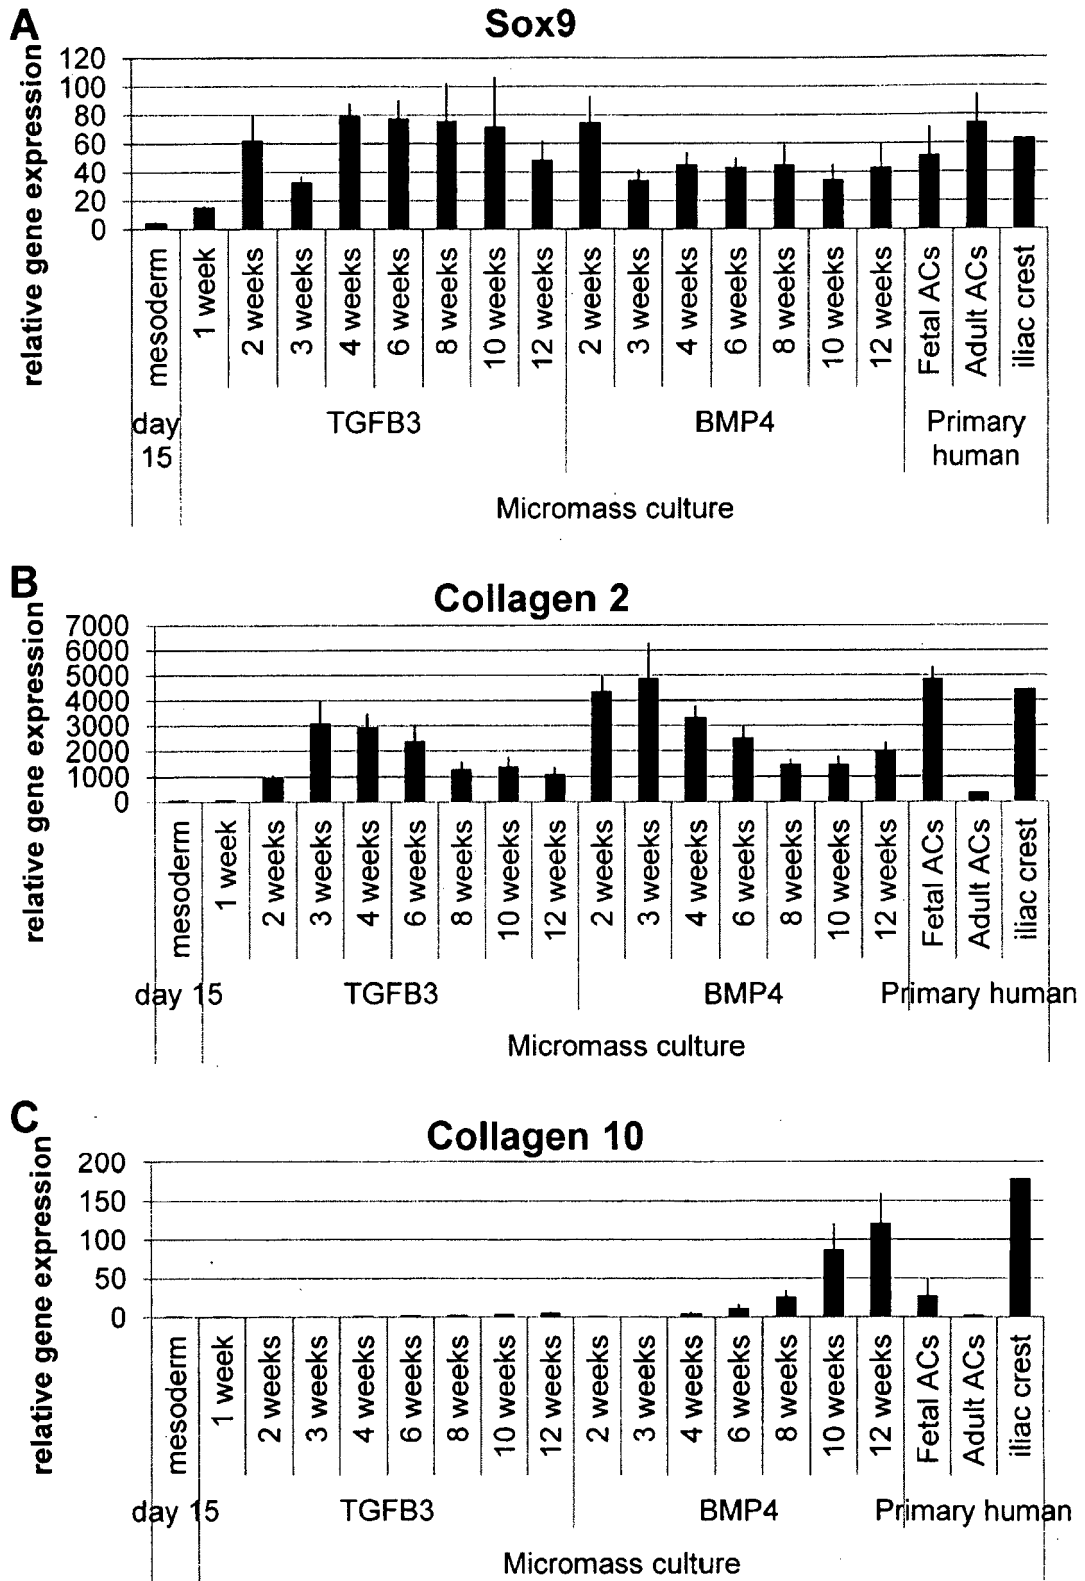 A
Sox9
relative gene expression
120
100
80
60
40
20
0
mesoderm
1 week
2 weeks
3 weeks
4 weeks
6 weeks
8 weeks
10 weeks
12 weeks
2 weeks
3 weeks
4 weeks
6 weeks
8 weeks
10 weeks
12 weeks
Fetal ACs
Adult ACs
iliac crest
day
15
TGFB3
BMP4
Primary
human
Micromass culture
B
Collagen 2
relative gene expression
7000
6000
5000
4000
3000
2000
1000
0
mesoderm
1 week
2 weeks
3 weeks
4 weeks
6 weeks
8 weeks
10 weeks
12 weeks
2 weeks
3 weeks
4 weeks
6 weeks
8 weeks
10 weeks
12 weeks
Fetal ACs
Adult ACs
iliac crest
day 15
TGFB3
BMP4
Primary human
Micromass culture
C
Collagen 10
relative gene expression
200
150
100
50
0
mesoderm
1 week
2 weeks
3 weeks
4 weeks
6 weeks
8 weeks
10 weeks
12 weeks
2 weeks
3 weeks
4 weeks
6 weeks
8 weeks
10 weeks
12 weeks
Fetal ACs
Adult ACs
iliac crest
day 15
TGFB3
BMP4
Primary human
Micromass culture